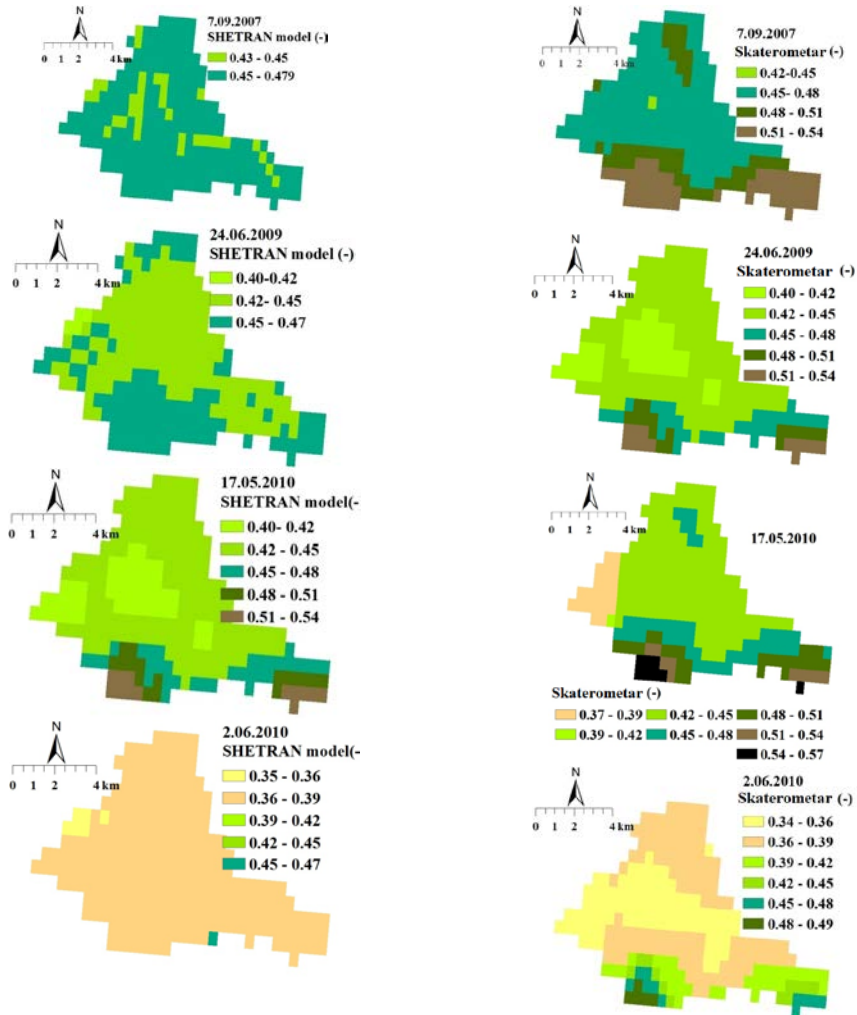 7.09.2007
SHETRAN model (-)
N
0 1 2 4 km
0.43 - 0.45
0.45 - 0.479
7.09.2007
Skaterometar (-)
N
0 1 2 4 km
0.42-0.45
0.45- 0.48
0.48 - 0.51
0.51 - 0.54
24.06.2009
SHETRAN model (-)
N
0 1 2 4 km
0.40-0.42
0.42- 0.45
0.45 - 0.47
24.06.2009
Skaterometar (-)
N
0 1 2 4 km
0.40 - 0.42
0.42 - 0.45
0.45 - 0.48
0.48 - 0.51
0.51 - 0.54
17.05.2010
SHETRAN model(-
N
0 1 2 4 km
0.40- 0.42
0.42 - 0.45
0.45 - 0.48
0.48 - 0.51
0.51 - 0.54
17.05.2010
N
0 1 2 4 km
Skaterometar (-)
0.37 - 0.39 0.42 - 0.45 0.48 - 0.51
0.39 - 0.42 0.45 - 0.48 0.51 - 0.54
0.54 - 0.57
2.06.2010
SHETRAN model(-
N
0 1 2 4 km
0.35 - 0.36
0.36 - 0.39
0.39 - 0.42
0.42 - 0.45
0.45 - 0.47
2.06.2010
Skaterometar (-)
N
0 1 2 4 km
0.34 - 0.36
0.36 - 0.39
0.39 - 0.42
0.42 - 0.45
0.45 - 0.48
0.48 - 0.49